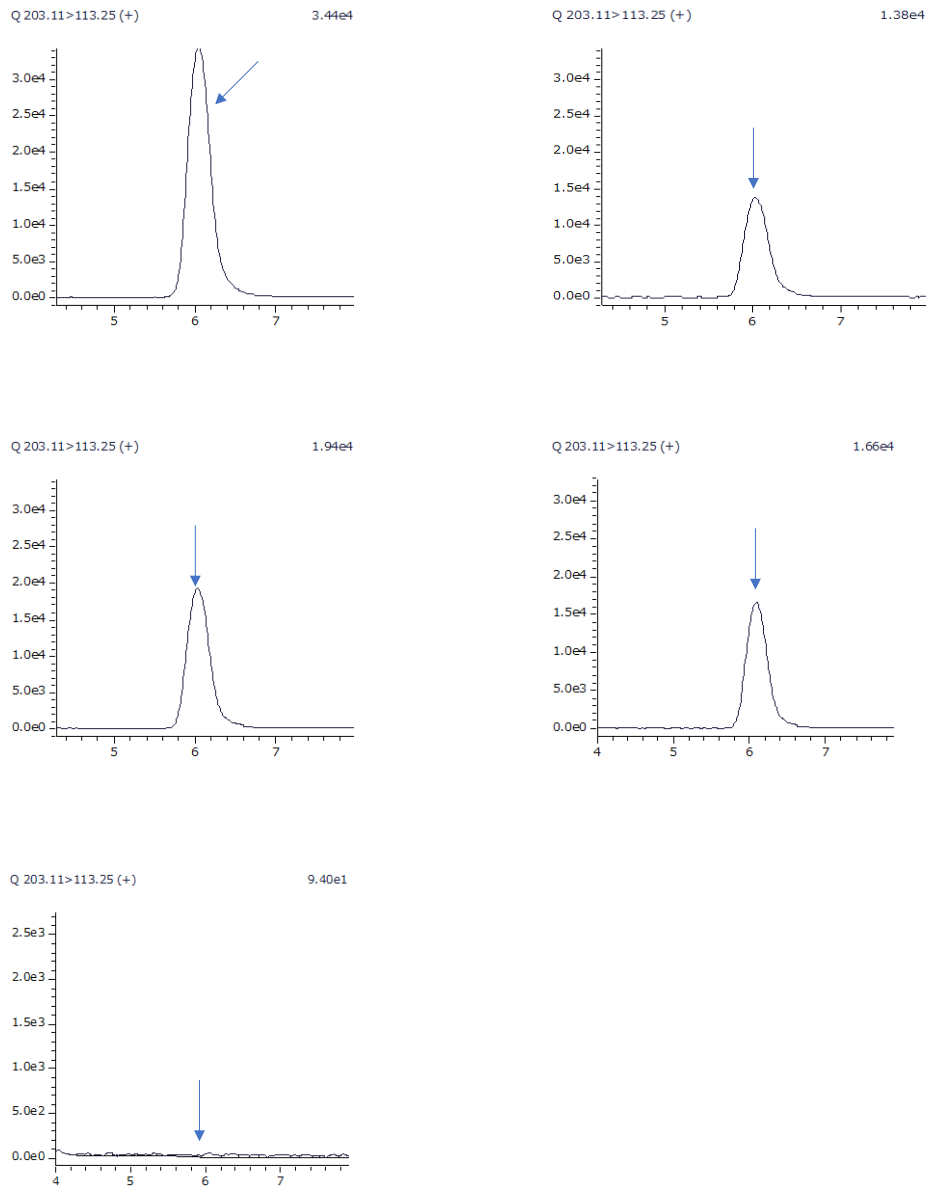 Q 203.11>113.25 (+) 3.44e4
3.0e4
2.5e4
2.0e4
1.5e4
1.0e4
5.0e3
0.0e0
5 6 7
Q 203.11>113.25 (+) 1.38e4
3.0e4
2.5e4
2.0e4
1.5e4
1.0e4
5.0e3
0.0e0
5 6 7
Q 203.11>113.25 (+) 1.94e4
3.0e4
2.5e4
2.0e4
1.5e4
1.0e4
5.0e3
0.0e0
5 6 7
Q 203.11>113.25 (+) 1.66e4
3.0e4
2.5e4
2.0e4
1.5e4
1.0e4
5.0e3
0.0e0
4 5 6 7
Q 203.11>113.25 (+) 9.40e1
2.5e3
2.0e3
1.5e3
1.0e3
5.0e2
0.0e0
4 5 6 7